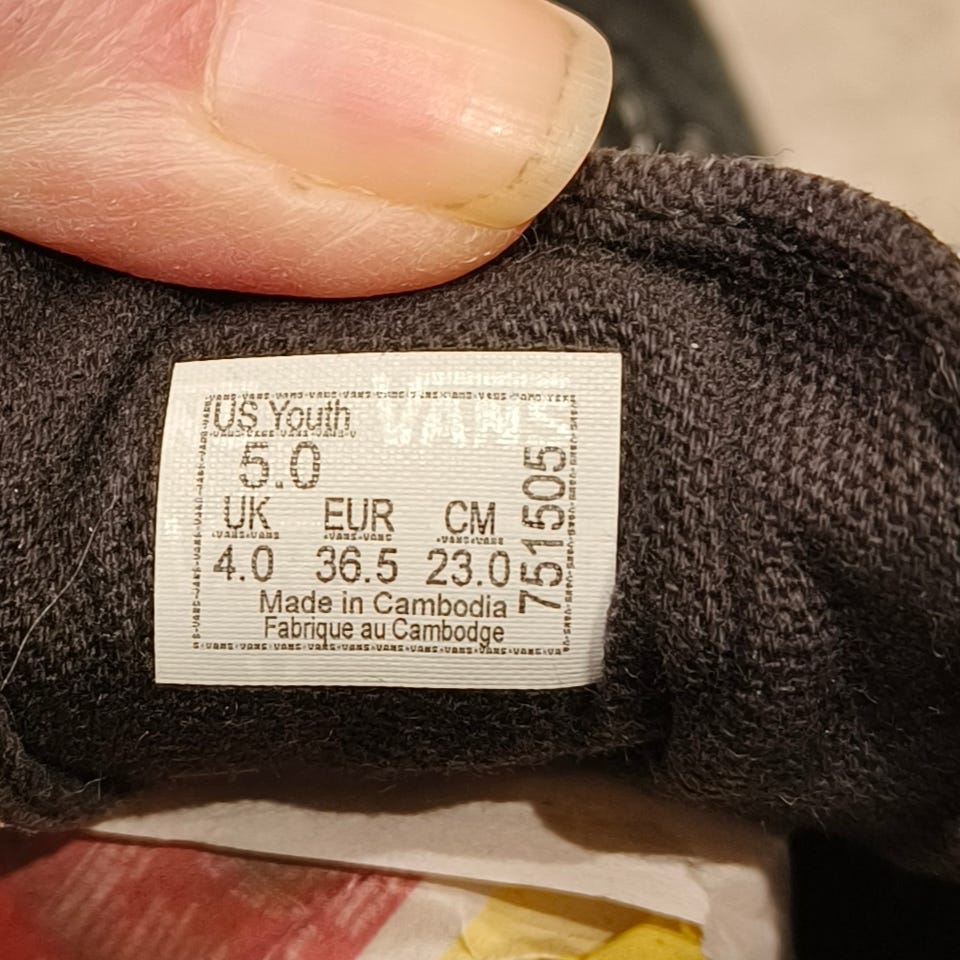 US Youth
VANS
5.0
UK EUR CM
4.0 36.5 23.0
Made in Cambodia
Fabrique au Cambodge
751505